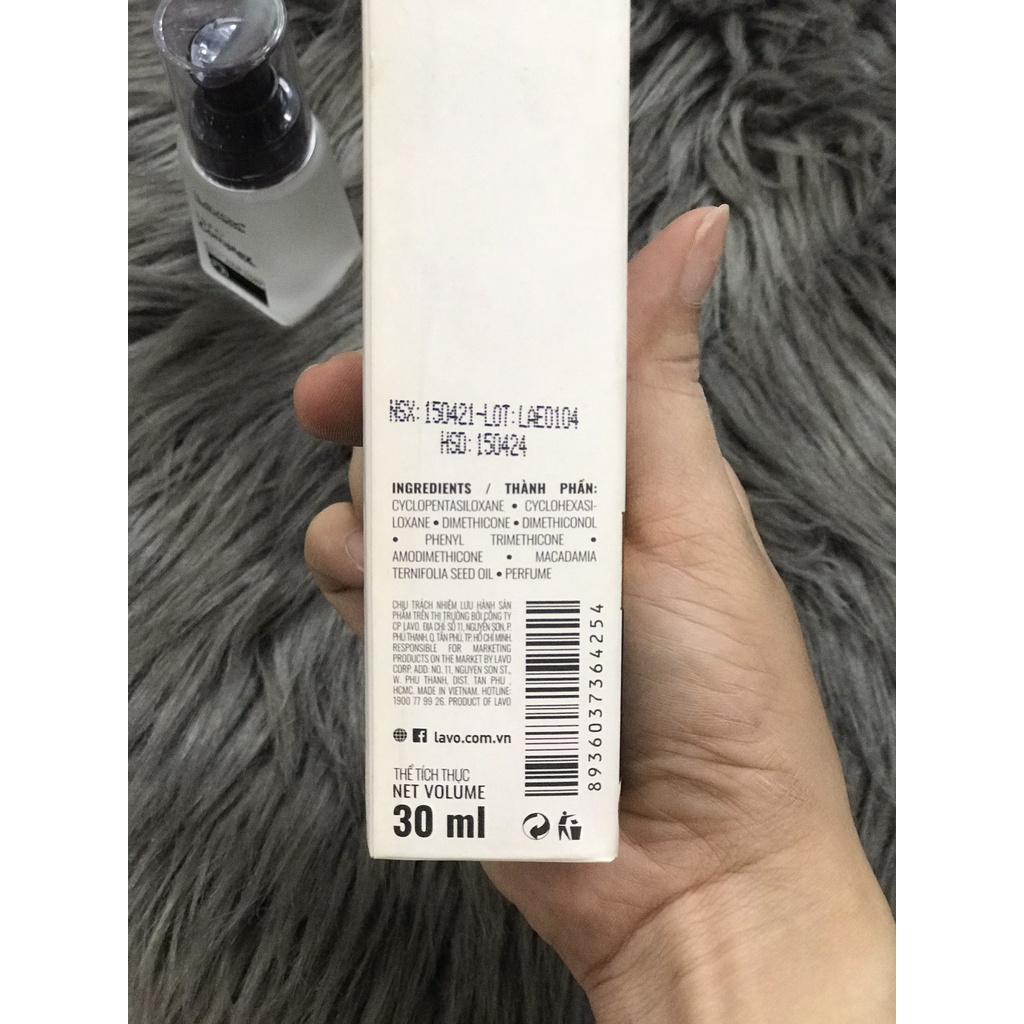 NSX: 150421-LOT: LAE0104
HSD: 150424
INGREDIENTS / THÀNH PHẦN:
CYCLOPENTASILOXANE • CYCLOHEXASI-
LOXANE • DIMETHICONE • DIMETHICONOL
• PHENYL TRIMETHICONE •
AMODIMETHICONE • MACADAMIA
TERNIFOLIA SEED OIL • PERFUME
CHỊU TRÁCH NHIỆM LƯU HÀNH SẢN
PHẨM TRÊN THỊ TRƯỜNG BỞI CÔNG TY
CP LAVO. ĐỊA CHỈ: SỐ 11, NGUYỄN SƠN, P.
PHÚ THẠNH, Q. TÂN PHÚ, TP. HỒ CHÍ MINH.
RESPONSIBLE FOR MARKETING
PRODUCTS ON THE MARKET BY LAVO
CORP. ADD: NO. 11, NGUYEN SON ST.,
W. PHU THANH, DIST. TAN PHU ,
HCMC. MADE IN VIETNAM. HOTLINE:
1900 77 99 26. PRODUCT OF LAVO
lavo.com.vn
8936037364254
THỂ TÍCH THỰC
NET VOLUME
30 ml